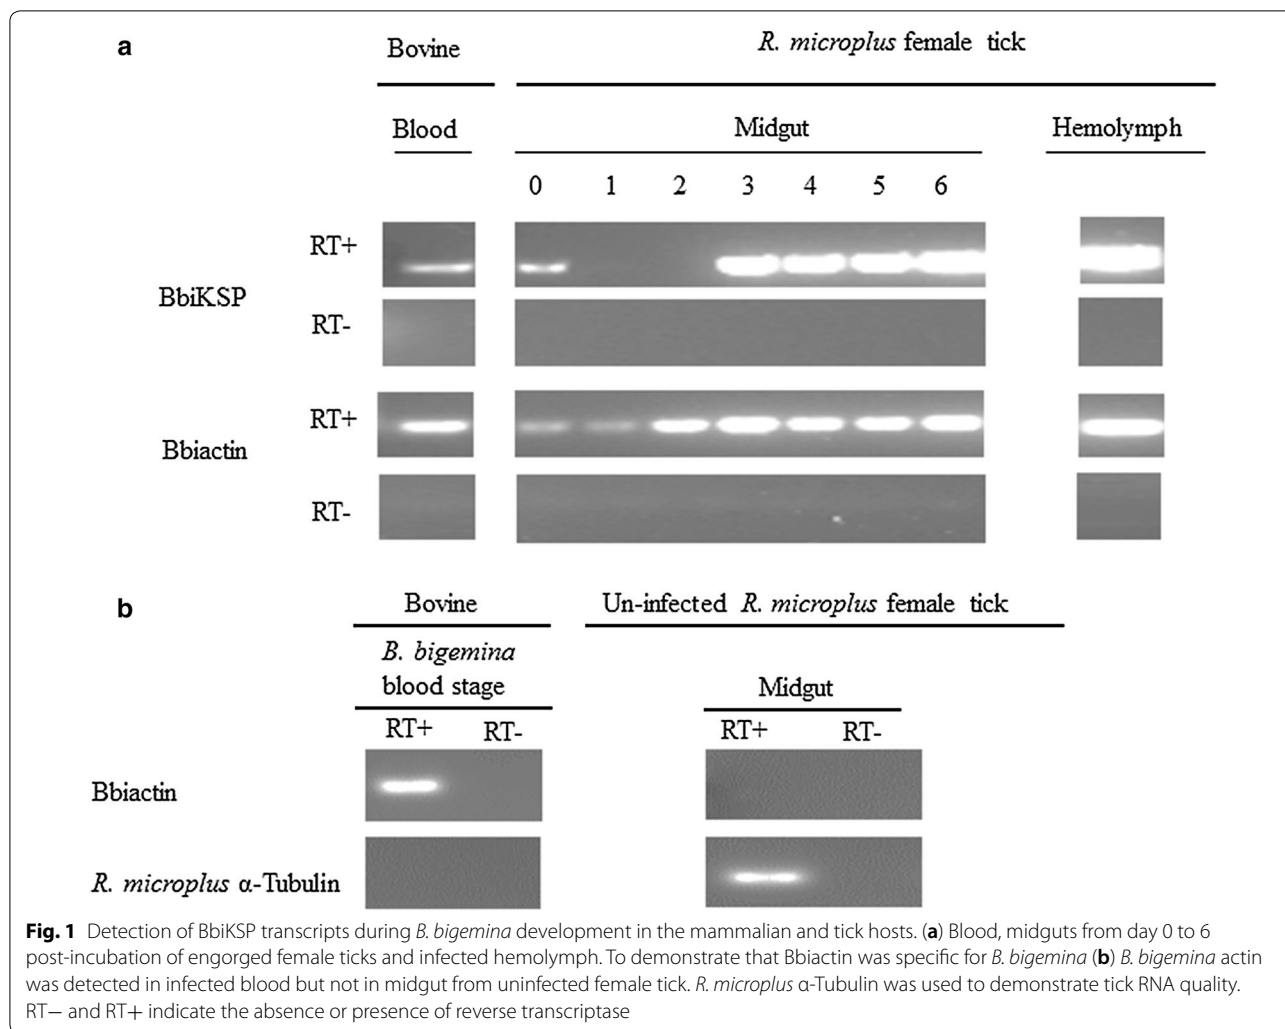 a
Bovine
R. microplus female tick
Blood
Midgut
Hemolymph
0 1 2 3 4 5 6
RT+
BbiKSP
RT-
RT+
Bbiactin
RT-
b
Bovine
Un-infected R. microplus female tick
B. bigemina
blood stage
Midgut
RT+ RT- RT+ RT-
Bbiactin
R. microplus α-Tubulin
Fig. 1 Detection of BbiKSP transcripts during B. bigemina development in the mammalian and tick hosts. (a) Blood, midguts from day 0 to 6
post-incubation of engorged female ticks and infected hemolymph. To demonstrate that Bbiactin was specific for B. bigemina (b) B. bigemina actin
was detected in infected blood but not in midgut from uninfected female tick. R. microplus α-Tubulin was used to demonstrate tick RNA quality.
RT− and RT+ indicate the absence or presence of reverse transcriptase